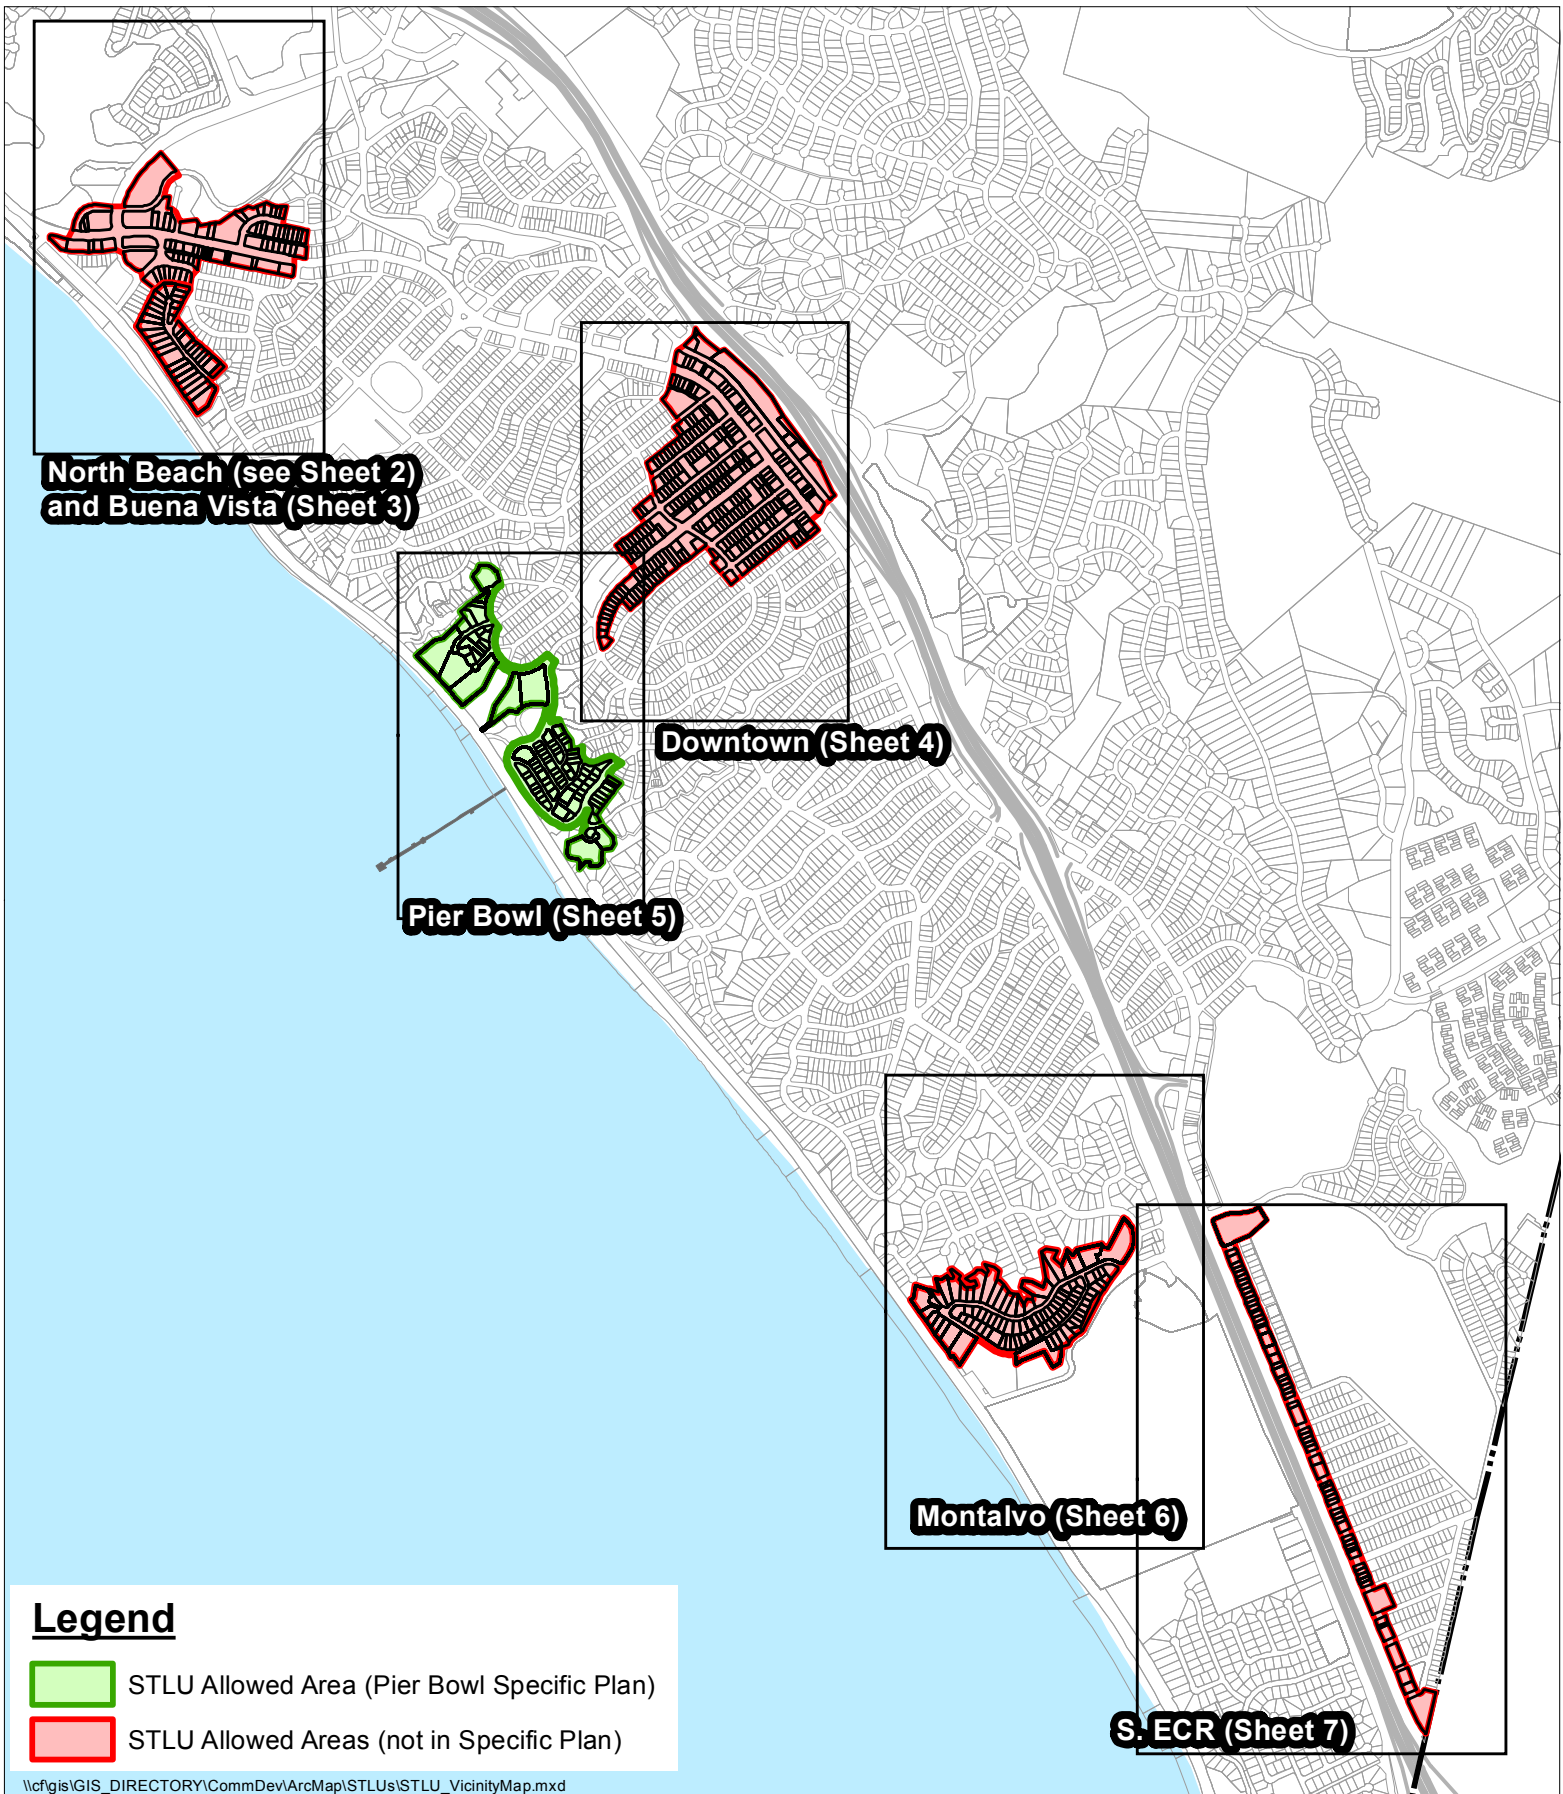 North Beach (see Sheet 2)
and Buena Vista (Sheet 3)
Downtown (Sheet 4)
Pier Bowl (Sheet 5)
Montalvo (Sheet 6)
S. ECR (Sheet 7)
Legend
STLU Allowed Area (Pier Bowl Specific Plan)
STLU Allowed Areas (not in Specific Plan)
\\cf\gis\GIS_DIRECTORY\CommDev\ArcMap\STLUs\STLU_VicinityMap.mxd